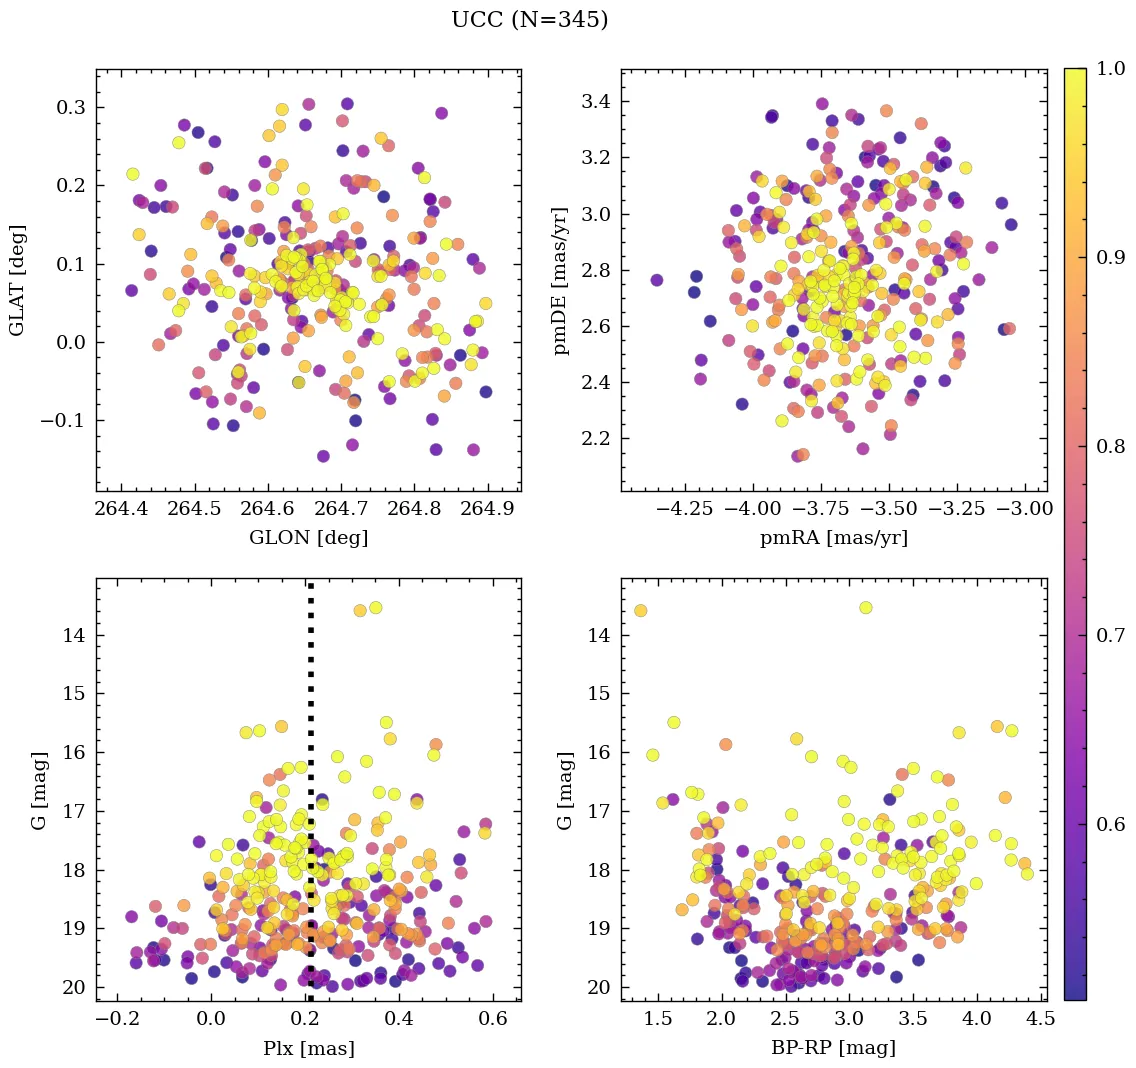 UCC (N=345)
0.3
0.2
0.1
0.0
−0.1
GLAT [deg]
264.4 264.5 264.6 264.7 264.8 264.9
GLON [deg]
3.4
3.2
3.0
2.8
2.6
2.4
2.2
pmDE [mas/yr]
−4.25 −4.00 −3.75 −3.50 −3.25 −3.00
pmRA [mas/yr]
1.0
0.9
0.8
0.7
0.6
14
15
16
17
18
19
20
G [mag]
−0.2 0.0 0.2 0.4 0.6
Plx [mas]
14
15
16
17
18
19
20
G [mag]
1.5 2.0 2.5 3.0 3.5 4.0 4.5
BP-RP [mag]